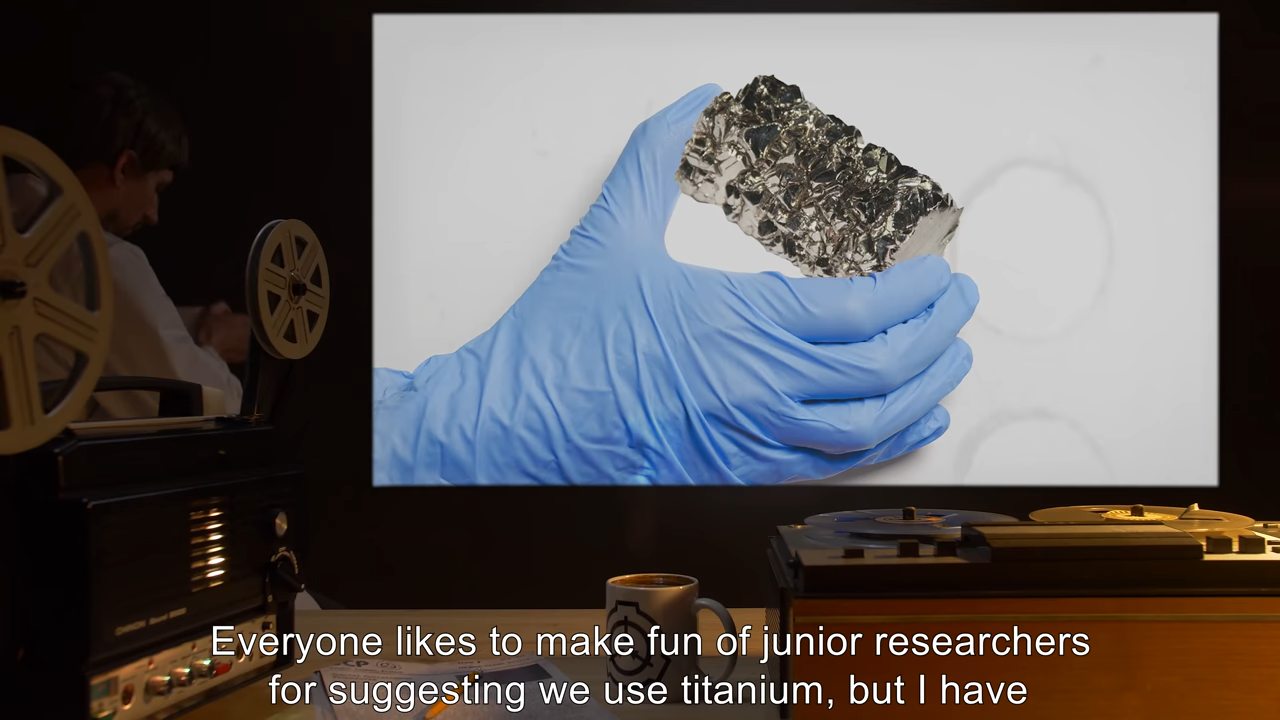 Everyone likes to make fun of junior researchers
for suggesting we use titanium, but I have